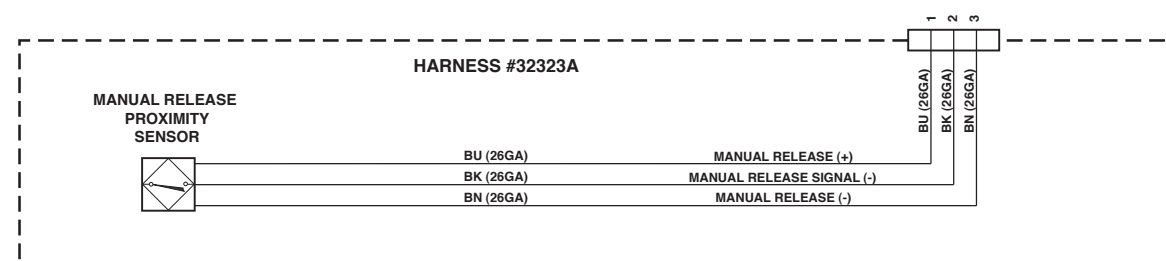 1 2 3
HARNESS #32323A
MANUAL RELEASE
PROXIMITY
SENSOR
BU (26GA)
BK (26GA)
BN (26GA)
BU (26GA) MANUAL RELEASE (+)
BK (26GA) MANUAL RELEASE SIGNAL (-)
BN (26GA) MANUAL RELEASE (-)